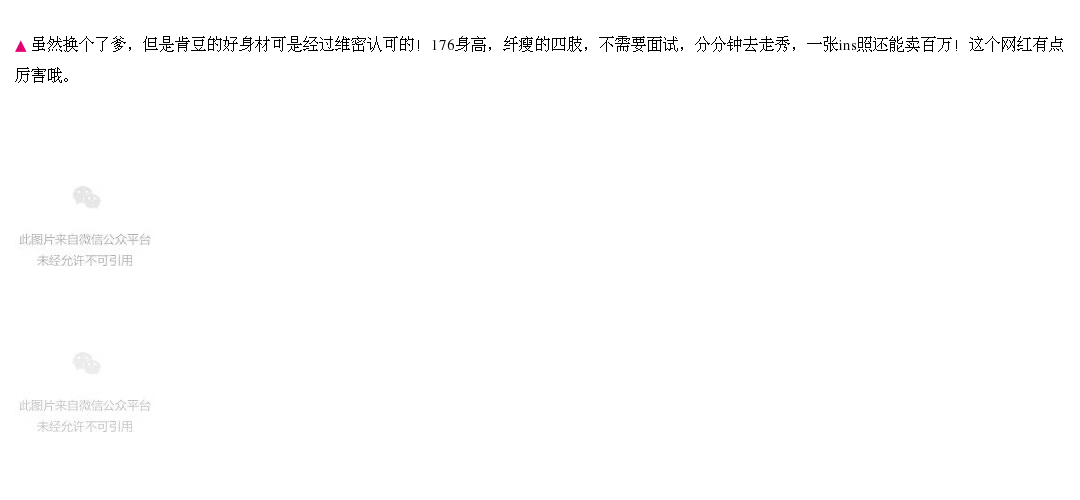 ▲ 虽然换个了爹，但是肯豆的好身材可是经过维密认可的！176身高，纤瘦的四肢，不需要面试，分分钟去走秀，一张ins照还能卖百万！这个网红有点
厉害哦。
此图片来自微信公众平台
未经允许不可引用
此图片来自微信公众平台
未经允许不可引用